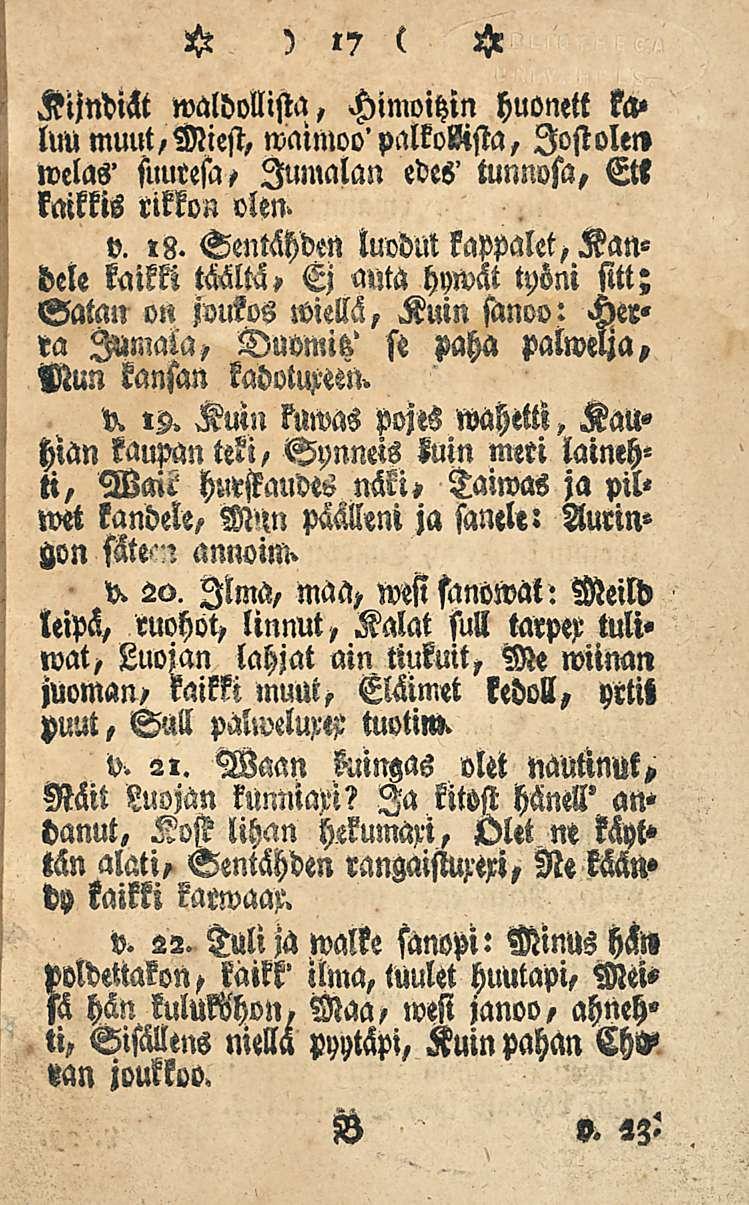 ✡ ) 17 ( ✡
Kijndiät waldollista, Himoitzin huonett ka-
luu muut, Miest, waimoo' palkollista, Jost olen
welas' suuresa, Jumalan edes' tunnosa, Ett
kaikkis rikkon olen.
v. 18. Sentähden luodut kappalet, Kan-
dele kaikki täältä, Ej auta hywät työni sitt;
Satan on joukos wiellä, Kuin sanoo: Her-
ra Jumala, Duomitz' se paha palwelja,
Mun kansan kadotuxeen.
v. 19. Kuin kuwas pojes wahetti, Kau-
hian kaupan teki, Synneis kuin meri laineh-
ti, Waik hurskaudes näki, Taiwas ja pil-
wet kandele, Mun päälleni ja sanele: Aurin-
gon säteen annoim.
v. 20. Ilma, maa, wesi sanowat: Meild
leipä, ruohot, linnut, Kalat sull tarpex tuli-
wat, Luojan lahjat ain tiukuit, Me wiinan
juoman, kaikki muut, Eläimet kedoll, yrtit
puut, Sull palweluxex tuotim.
v. 21. Waan kuingas olet nautinut,
Näit Luojan kunniaxi? Ja kitost hänell' an-
danut, Kosk lihan hekumaxi, Olet ne käyt-
tän alati, Sentähden rangaistuxexi, Ne kään-
dy kaikki karwaax.
v. 22. Tuli ja walke sanopi: Minus hän
poldettakon, kaikk' ilma, tuulet huutapi, Mei-
sä hän kulukohon, Maa, wesi janoo, ahneh-
ti, Sisällens niellä pyytäpi, Kuin pahan Cho-
ran joukkoo.
B v. 23.